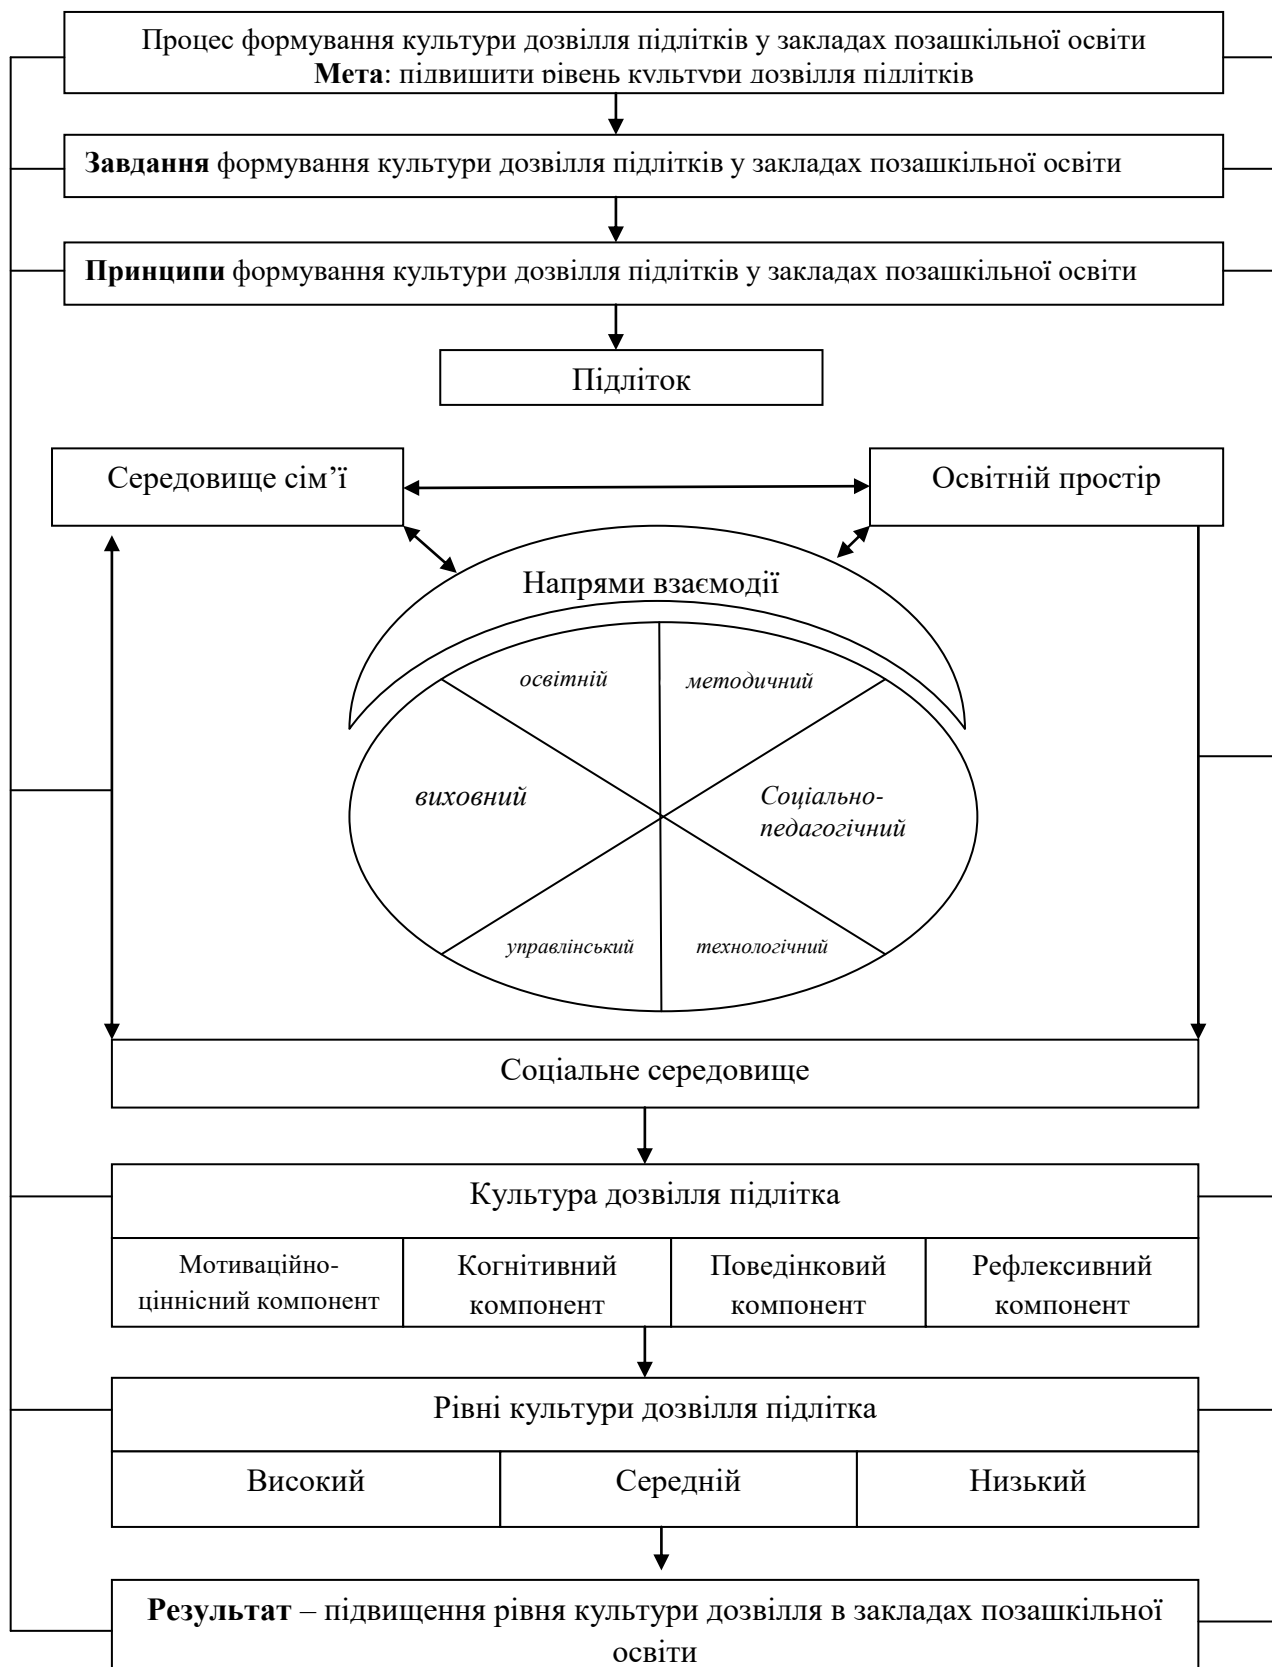 Процес формування культури дозвілля підлітків у закладах позашкільної освіти
Мета: підвищити рівень культури дозвілля підлітків
Завдання формування культури дозвілля підлітків у закладах позашкільної освіти
Принципи формування культури дозвілля підлітків у закладах позашкільної освіти
Підліток
Середовище сім’ї
Освітній простір
Напрями взаємодії
освітній
методичний
виховний
Соціально-
педагогічний
управлінський
технологічний
Соціальне середовище
Культура дозвілля підлітка
Мотиваційно-
ціннісний компонент
Когнітивний
компонент
Поведінковий
компонент
Рефлексивний
компонент
Рівні культури дозвілля підлітка
Високий
Середній
Низький
Результат – підвищення рівня культури дозвілля в закладах позашкільної
освіти